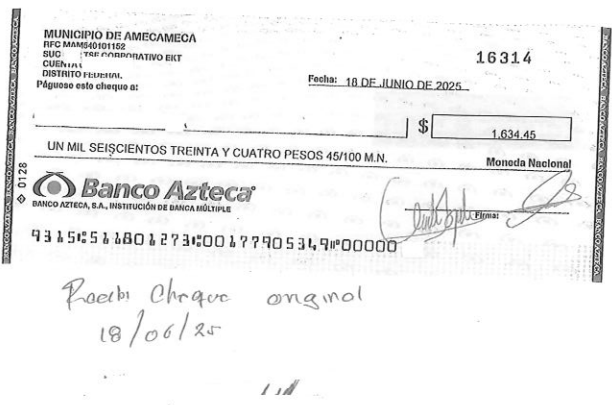 MUNICIPIO DE AMECAMECA
RFC MAM540101152
SUC TSE CORPORATIVO EKT
CUENTA
DISTRITO FEDERAL
Páguese este cheque a:
16314
Fecha: 18 DE JUNIO DE 2025
$ 1,634.45
UN MIL SEISCIENTOS TREINTA Y CUATRO PESOS 45/100 M.N.
Moneda Nacional
0128
Banco Azteca
BANCO AZTECA, S.A., INSTITUCIÓN DE BANCA MÚLTIPLE
Firma:
Recibi Cheque original
18/06/25